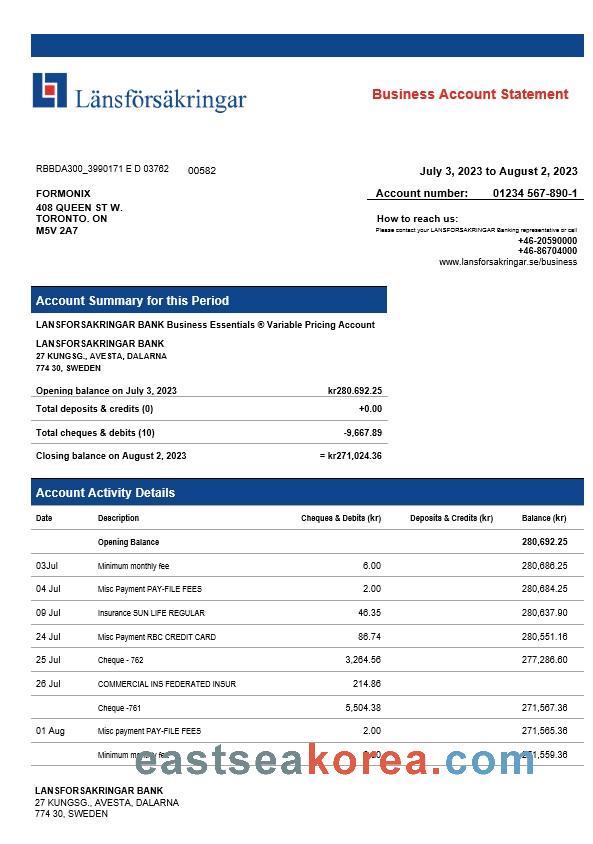 Länsförsäkringar
Business Account Statement
RBBDA300_3990171 E D 03762 00582
July 3, 2023 to August 2, 2023
FORMONIX
408 QUEEN ST W.
TORONTO. ON
M5V 2A7
Account number: 01234 567-890-1
How to reach us:
Please contact your LANSFORSAKRINGAR Banking representative or call
+46-20590000
+46-86704000
www.lansforsakringar.se/business
Account Summary for this Period
LANSFORSAKRINGAR BANK Business Essentials ® Variable Pricing Account
LANSFORSAKRINGAR BANK
27 KUNGSG., AVESTA, DALARNA
774 30, SWEDEN
Opening balance on July 3, 2023 kr280.692.25
Total deposits & credits (0) +0.00
Total cheques & debits (10) -9,667.89
Closing balance on August 2, 2023 = kr271,024.36
Account Activity Details
Date Description Cheques & Debits (kr) Deposits & Credits (kr) Balance (kr)
Opening Balance 280,692.25
03Jul Minimum monthly fee 6.00 280,686.25
04 Jul Misc Payment PAY-FILE FEES 2.00 280,684.25
09 Jul Insurance SUN LIFE REGULAR 46.35 280,637.90
24 Jul Misc Payment RBC CREDIT CARD 86.74 280,551.16
25 Jul Cheque - 762 3,264.56 277,286.60
26 Jul COMMERCIAL INS FEDERATED INSUR 214.86
Cheque -761 5,504.38 271,567.36
01 Aug Misc payment PAY-FILE FEES 2.00 271,565.36
Minimum monthly fee 6.00 271,559.36
eastseakorea.com
LANSFORSAKRINGAR BANK
27 KUNGSG., AVESTA, DALARNA
774 30, SWEDEN